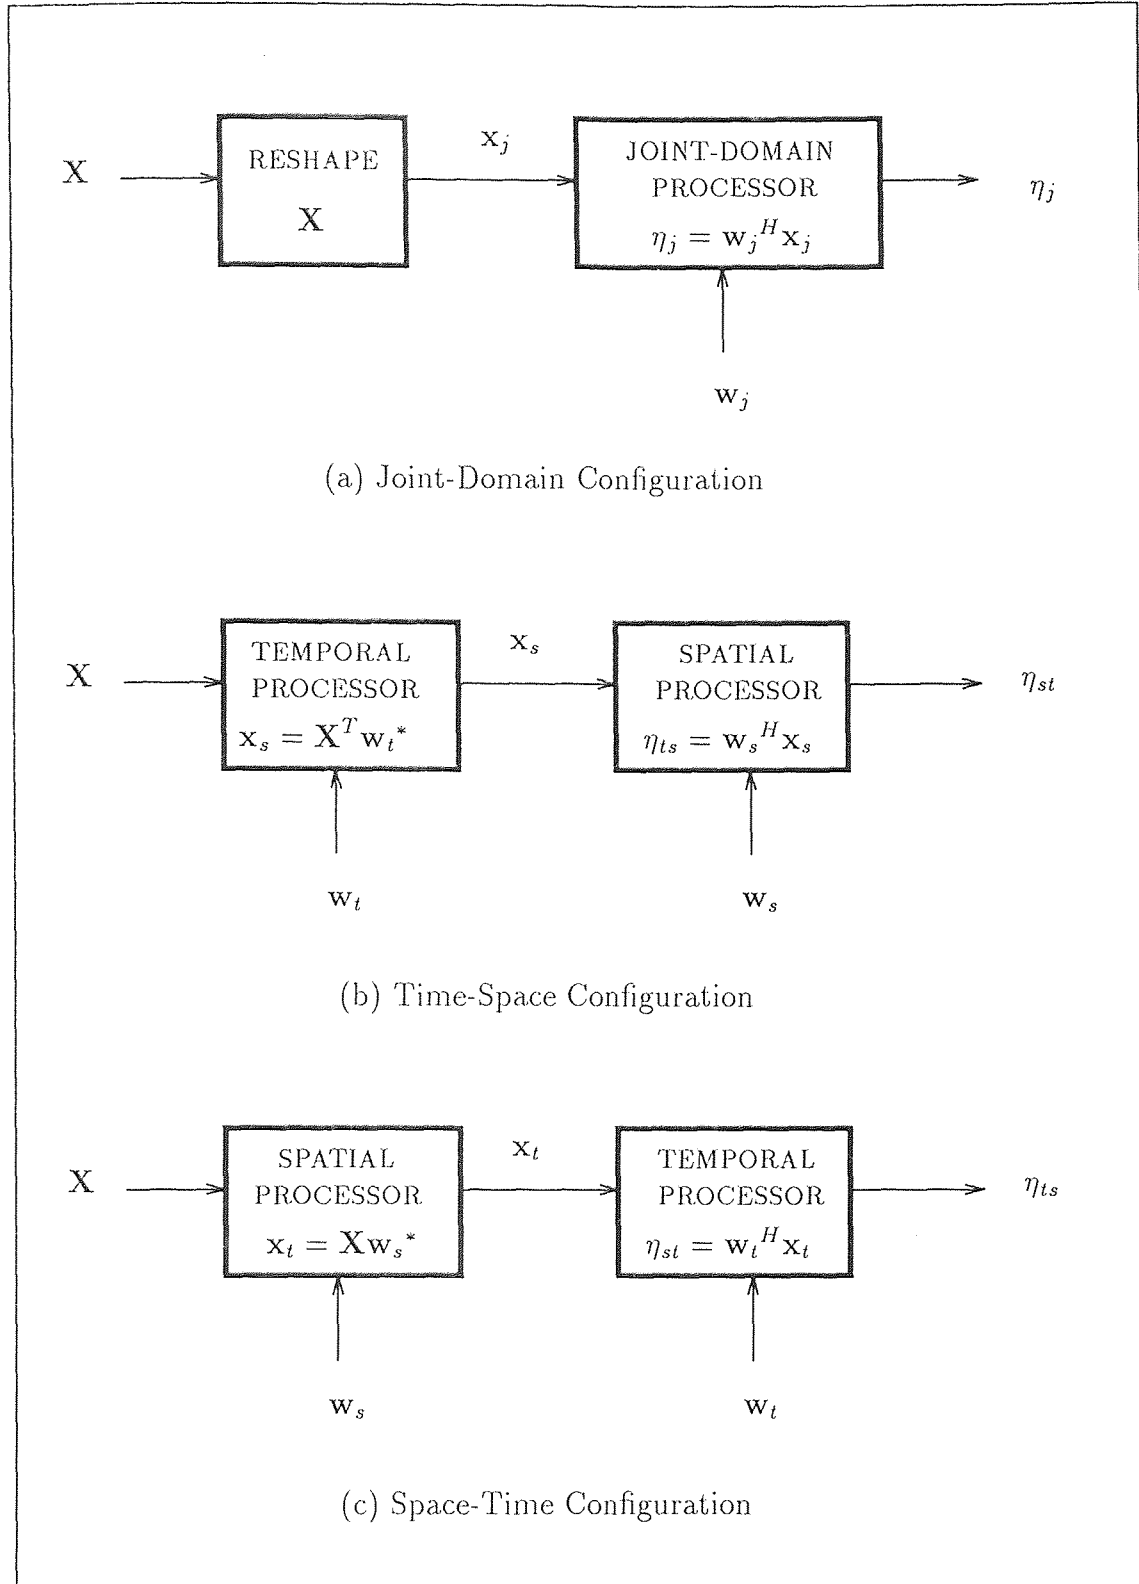 X
RESHAPE
X
x_j
JOINT-DOMAIN
PROCESSOR
η_j = w_j^H x_j
η_j
w_j
(a) Joint-Domain Configuration
X
TEMPORAL
PROCESSOR
x_s = X^T w_t^*
x_s
SPATIAL
PROCESSOR
η_ts = w_s^H x_s
η_st
w_t
w_s
(b) Time-Space Configuration
X
SPATIAL
PROCESSOR
x_t = X w_s^*
x_t
TEMPORAL
PROCESSOR
η_st = w_t^H x_t
η_ts
w_s
w_t
(c) Space-Time Configuration